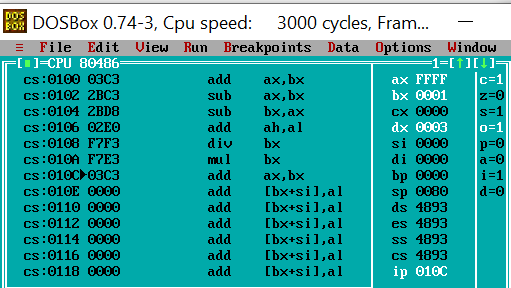 DOSBox 0.74-3, Cpu speed: 3000 cycles, Fram...
≡ File Edit View Run Breakpoints Data Options Window
[■]=CPU 80486 1=[↑][↓]
cs:0100 03C3 add ax,bx ax FFFF c=1
cs:0102 2BC3 sub ax,bx bx 0001 z=0
cs:0104 2BD8 sub bx,ax cx 0000 s=1
cs:0106 02E0 add ah,al dx 0003 o=1
cs:0108 F7F3 div bx si 0000 p=0
cs:010A F7E3 mul bx di 0000 a=0
cs:010C►03C3 add ax,bx bp 0000 i=1
cs:010E 0000 add [bx+si],al sp 0080 d=0
cs:0110 0000 add [bx+si],al ds 4893
cs:0112 0000 add [bx+si],al es 4893
cs:0114 0000 add [bx+si],al ss 4893
cs:0116 0000 add [bx+si],al cs 4893
cs:0118 0000 add [bx+si],al ip 010C